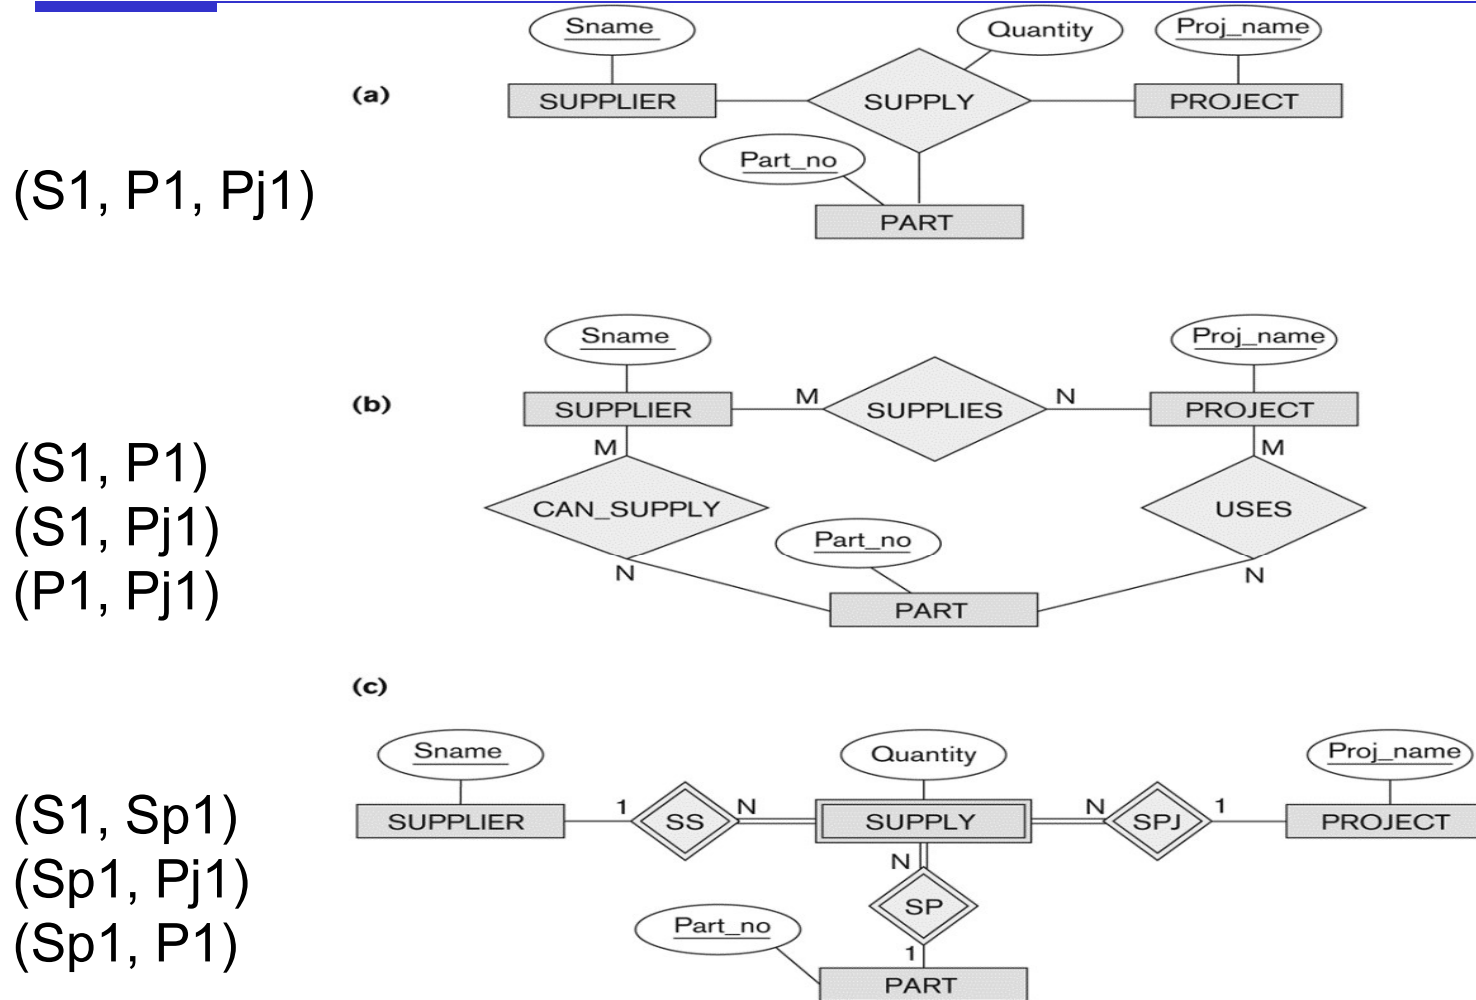 Sname Quantity Proj_name
(a) SUPPLIER SUPPLY PROJECT
Part_no
(S1, P1, Pj1)
PART
Sname Proj_name
(b) SUPPLIER M SUPPLIES N PROJECT
M M
(S1, P1)
CAN_SUPPLY USES
(S1, Pj1)
Part_no
N N
(P1, Pj1)
PART
(c)
Sname Quantity Proj_name
(S1, Sp1)
SUPPLIER 1 SS N SUPPLY N SPJ 1 PROJECT
N
(Sp1, Pj1)
SP
Part_no
(Sp1, P1)
1
PART